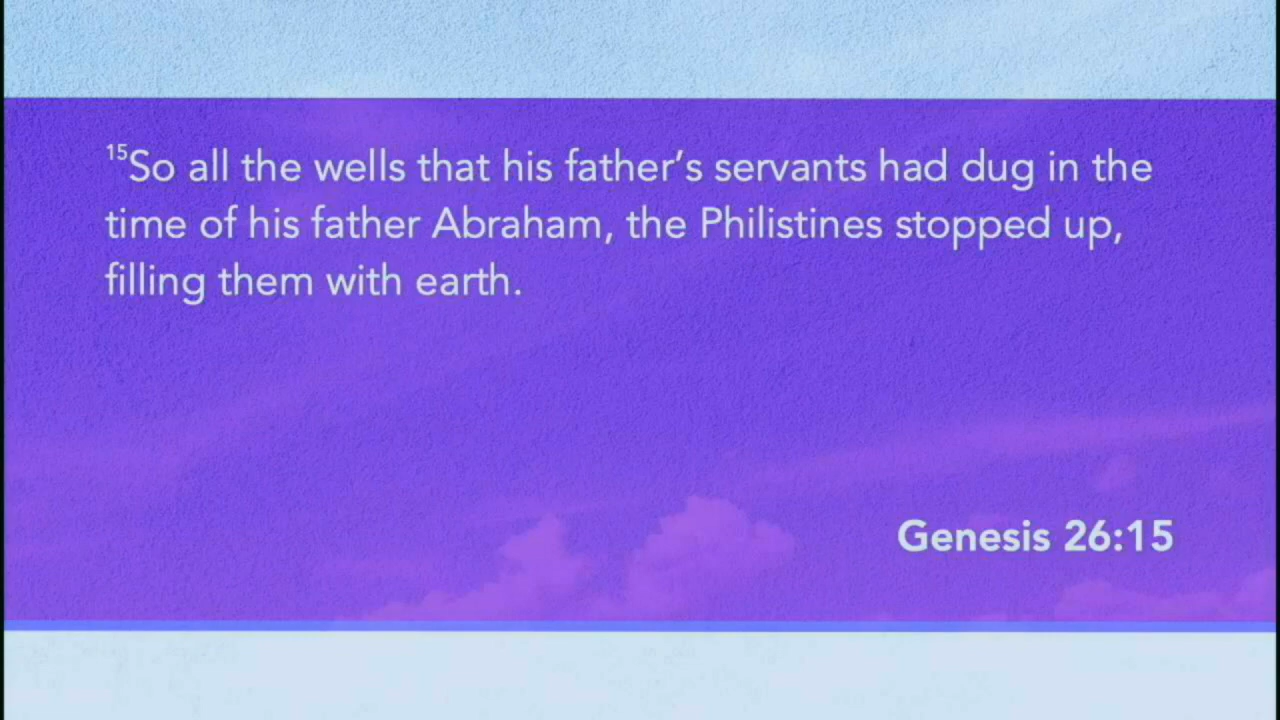 ¹⁵So all the wells that his father’s servants had dug in the
time of his father Abraham, the Philistines stopped up,
filling them with earth.
Genesis 26:15